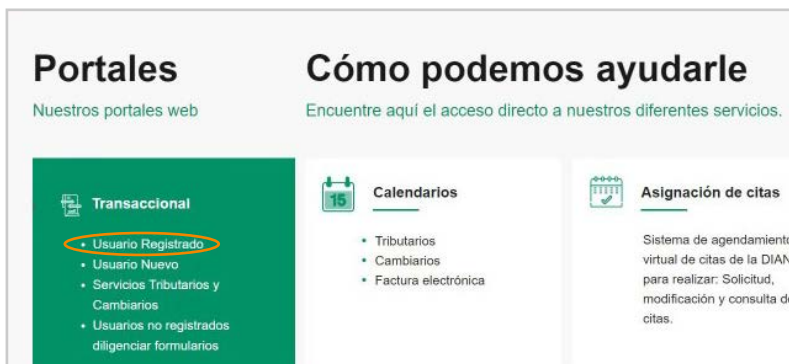 Portales
Nuestros portales web
Cómo podemos ayudarle
Encuentre aquí el acceso directo a nuestros diferentes servicios.
Transaccional
• Usuario Registrado
• Usuario Nuevo
• Servicios Tributarios y
Cambiarios
• Usuarios no registrados
diligenciar formularios
15
Calendarios
• Tributarios
• Cambiarios
• Factura electrónica
Asignación de citas
Sistema de agendamiento
virtual de citas de la DIAN
para realizar: Solicitud,
modificación y consulta de
citas.